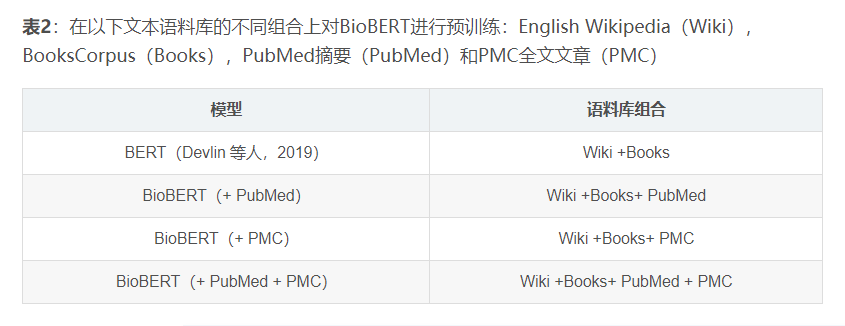 表2：在以下文本语料库的不同组合上对BioBERT进行预训练：English Wikipedia（Wiki），
BooksCorpus（Books），PubMed摘要（PubMed）和PMC全文文章（PMC）
模型 语料库组合
BERT（Devlin 等人，2019） Wiki +Books
BioBERT（+ PubMed） Wiki +Books+ PubMed
BioBERT（+ PMC） Wiki +Books+ PMC
BioBERT（+ PubMed + PMC） Wiki +Books+ PubMed + PMC